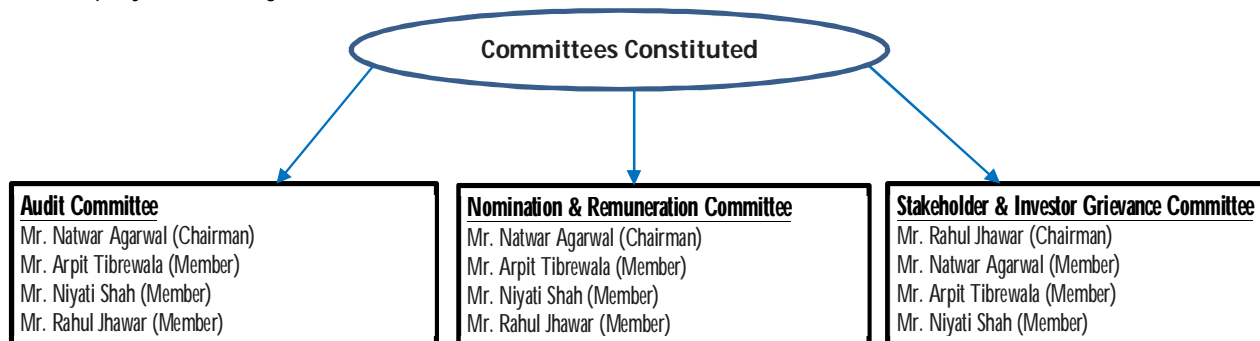 Committees Constituted
Audit Committee
Mr. Natwar Agarwal (Chairman)
Mr. Arpit Tibrewala (Member)
Mr. Niyati Shah (Member)
Mr. Rahul Jhawar (Member)
Nomination & Remuneration Committee
Mr. Natwar Agarwal (Chairman)
Mr. Arpit Tibrewala (Member)
Mr. Niyati Shah (Member)
Mr. Rahul Jhawar (Member)
Stakeholder & Investor Grievance Committee
Mr. Rahul Jhawar (Chairman)
Mr. Natwar Agarwal (Member)
Mr. Arpit Tibrewala (Member)
Mr. Niyati Shah (Member)